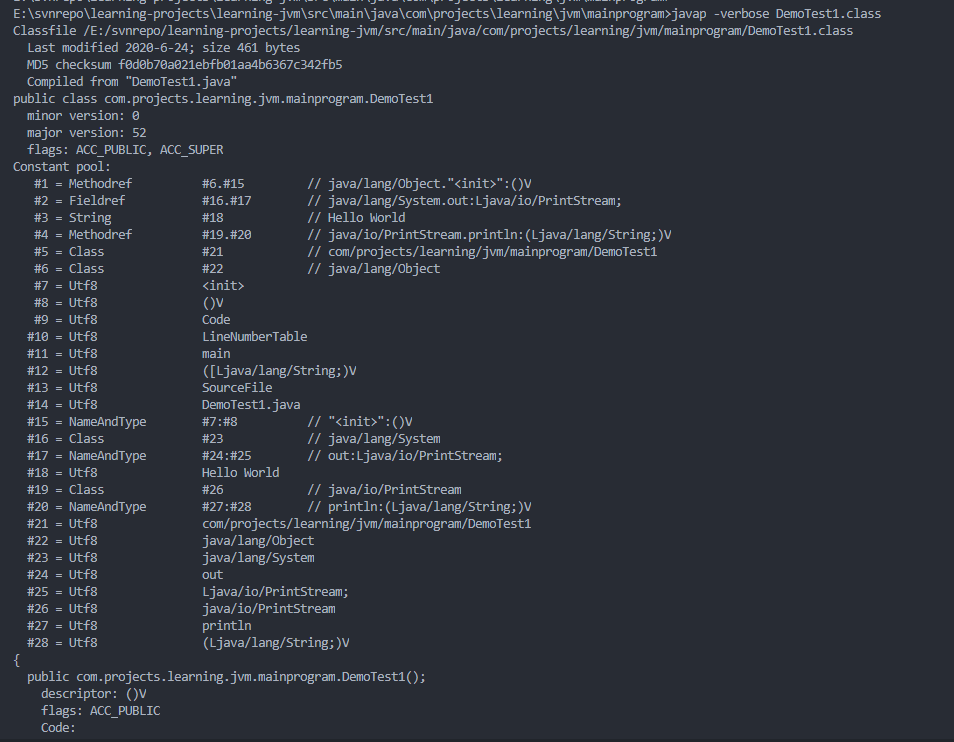 E:\svnrepo\learning-projects\learning-jvm\src\main\java\com\projects\learning\jvm\mainprogram>javap -verbose DemoTest1.class
Classfile /E:/svnrepo/learning-projects/learning-jvm/src/main/java/com/projects/learning/jvm/mainprogram/DemoTest1.class
  Last modified 2020-6-24; size 461 bytes
  MD5 checksum f0d0b70a021ebfb01aa4b6367c342fb5
  Compiled from "DemoTest1.java"
public class com.projects.learning.jvm.mainprogram.DemoTest1
  minor version: 0
  major version: 52
  flags: ACC_PUBLIC, ACC_SUPER
Constant pool:
   #1 = Methodref          #6.#15         // java/lang/Object."<init>":()V
   #2 = Fieldref           #16.#17        // java/lang/System.out:Ljava/io/PrintStream;
   #3 = String             #18            // Hello World
   #4 = Methodref          #19.#20        // java/io/PrintStream.println:(Ljava/lang/String;)V
   #5 = Class              #21            // com/projects/learning/jvm/mainprogram/DemoTest1
   #6 = Class              #22            // java/lang/Object
   #7 = Utf8               <init>
   #8 = Utf8               ()V
   #9 = Utf8               Code
  #10 = Utf8               LineNumberTable
  #11 = Utf8               main
  #12 = Utf8               ([Ljava/lang/String;)V
  #13 = Utf8               SourceFile
  #14 = Utf8               DemoTest1.java
  #15 = NameAndType        #7:#8          // "<init>":()V
  #16 = Class              #23            // java/lang/System
  #17 = NameAndType        #24:#25        // out:Ljava/io/PrintStream;
  #18 = Utf8               Hello World
  #19 = Class              #26            // java/io/PrintStream
  #20 = NameAndType        #27:#28        // println:(Ljava/lang/String;)V
  #21 = Utf8               com/projects/learning/jvm/mainprogram/DemoTest1
  #22 = Utf8               java/lang/Object
  #23 = Utf8               java/lang/System
  #24 = Utf8               out
  #25 = Utf8               Ljava/io/PrintStream;
  #26 = Utf8               java/io/PrintStream
  #27 = Utf8               println
  #28 = Utf8               (Ljava/lang/String;)V
{
  public com.projects.learning.jvm.mainprogram.DemoTest1();
    descriptor: ()V
    flags: ACC_PUBLIC
    Code: